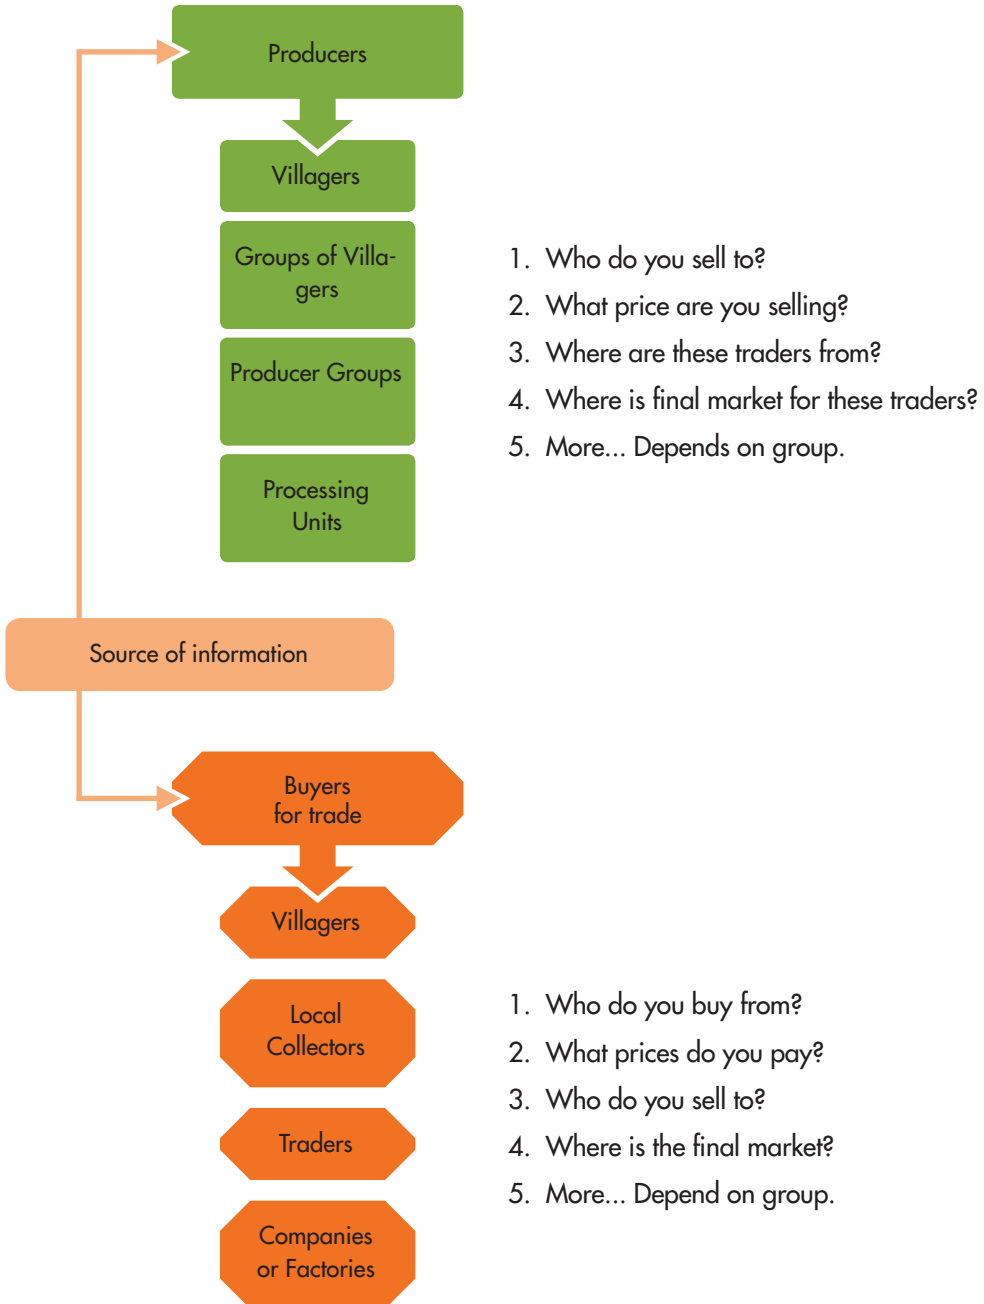 Producers
Villagers
Groups of Villa-
gers
Producer Groups
Processing
Units
1. Who do you sell to?
2. What price are you selling?
3. Where are these traders from?
4. Where is final market for these traders?
5. More... Depends on group.
Source of information
Buyers
for trade
Villagers
Local
Collectors
Traders
Companies
or Factories
1. Who do you buy from?
2. What prices do you pay?
3. Who do you sell to?
4. Where is the final market?
5. More... Depend on group.